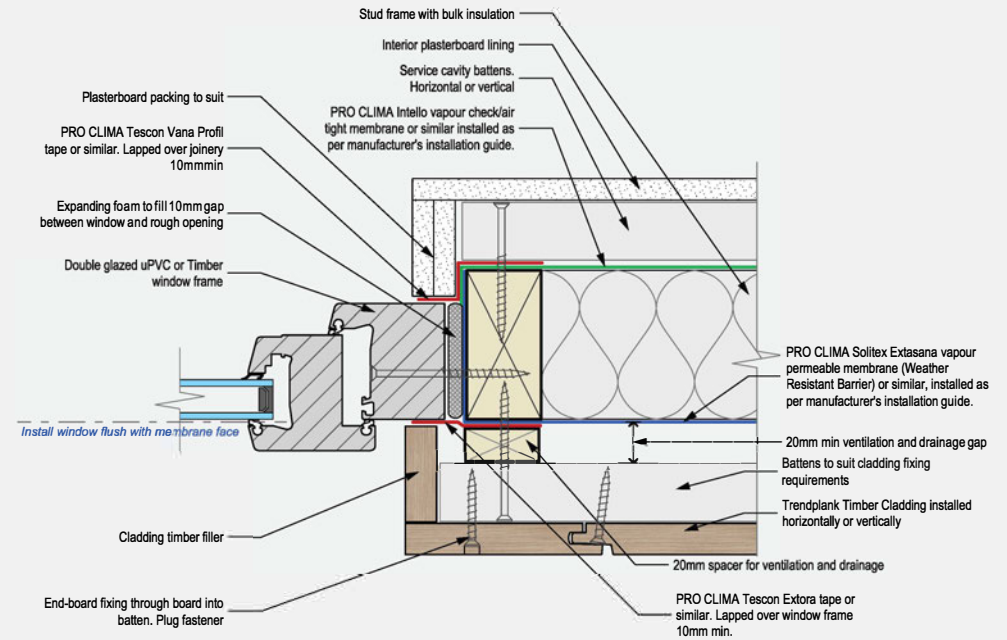 Stud frame with bulk insulation
Interior plasterboard lining
Service cavity battens.
Horizontal or vertical
PRO CLIMA Intello vapour check/air
tight membrane or similar installed as
per manufacturer's installation guide.
Plasterboard packing to suit
PRO CLIMA Tescon Vana Profil
tape or similar. Lapped over joinery
10mmmin
Expanding foam to fill 10mm gap
between window and rough opening
Double glazed uPVC or Timber
window frame
Install window flush with membrane face
Cladding timber filler
End-board fixing through board into
batten. Plug fastener
PRO CLIMA Solitex Extasana vapour
permeable membrane (Weather
Resistant Barrier) or similar, installed as
per manufacturer's installation guide.
20mm min ventilation and drainage gap
Battens to suit cladding fixing
requirements
Trendplank Timber Cladding installed
horizontally or vertically
20mm spacer for ventilation and drainage
PRO CLIMA Tescon Extora tape or
similar. Lapped over window frame
10mm min.